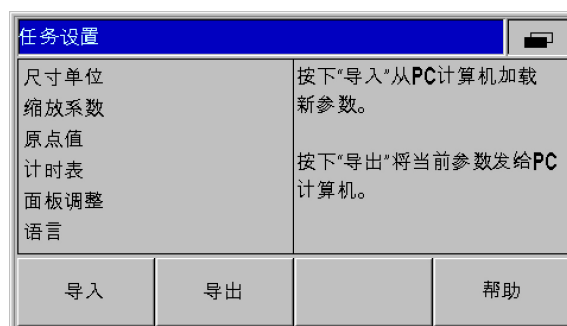 任务设置
尺寸单位
缩放系数
原点值
计时表
面板调整
语言
按下“导入”从PC计算机加载
新参数。
按下“导出”将当前参数发给PC
计算机。
导入
导出
帮助